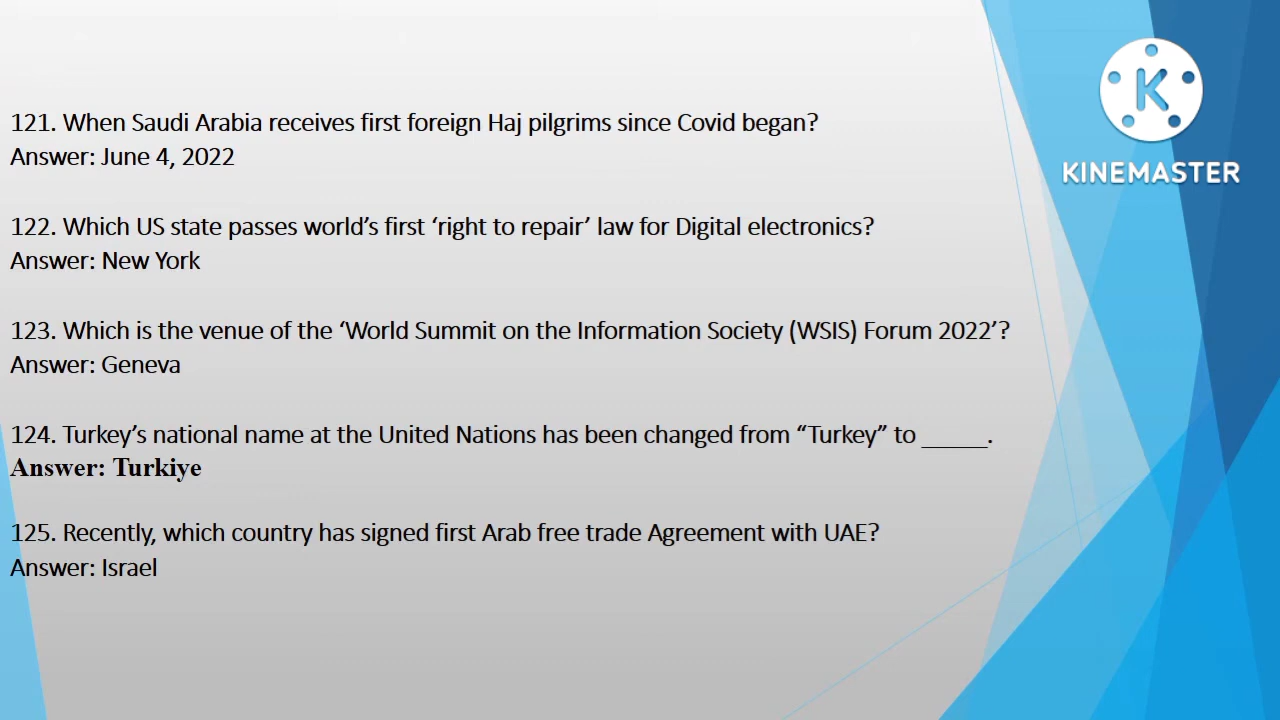 121. When Saudi Arabia receives first foreign Haj pilgrims since Covid began?
Answer: June 4, 2022
122. Which US state passes world’s first ‘right to repair’ law for Digital electronics?
Answer: New York
123. Which is the venue of the ‘World Summit on the Information Society (WSIS) Forum 2022’?
Answer: Geneva
124. Turkey’s national name at the United Nations has been changed from “Turkey” to _____.
Answer: Turkiye
125. Recently, which country has signed first Arab free trade Agreement with UAE?
Answer: Israel
K
KINEMASTER